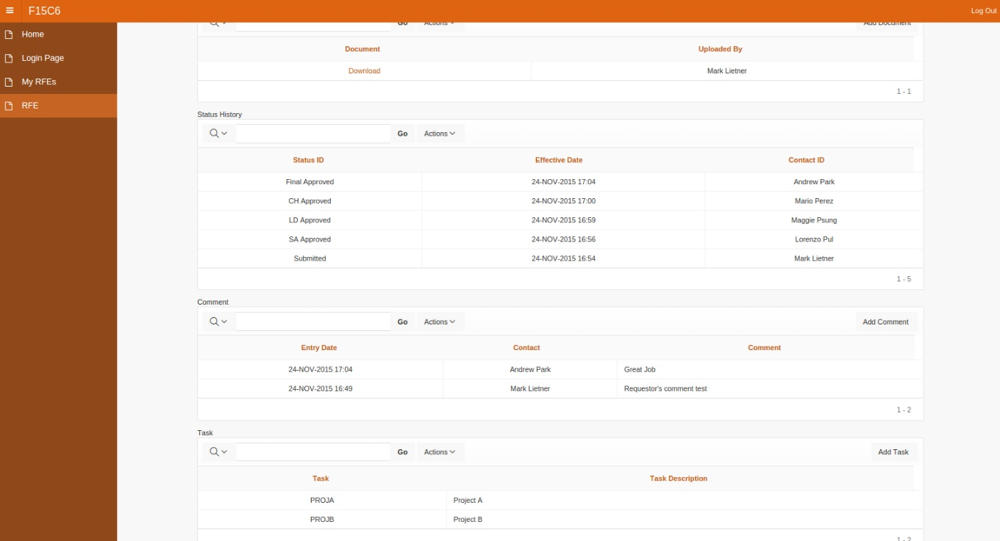 F15C6 Log Out
Home
Login Page
My RFEs
RFE
Go Actions Add Document
Document Uploaded By
Download Mark Lietner
1 - 1
Status History
Go Actions
Status ID Effective Date Contact ID
Final Approved 24-NOV-2015 17:04 Andrew Park
CH Approved 24-NOV-2015 17:00 Mario Perez
LD Approved 24-NOV-2015 16:59 Maggie Psung
SA Approved 24-NOV-2015 16:56 Lorenzo Pul
Submitted 24-NOV-2015 16:54 Mark Lietner
1 - 5
Comment
Go Actions Add Comment
Entry Date Contact Comment
24-NOV-2015 17:04 Andrew Park Great Job
24-NOV-2015 16:49 Mark Lietner Requestor's comment test
1 - 2
Task
Go Actions Add Task
Task Task Description
PROJA Project A
PROJB Project B
1 - 2